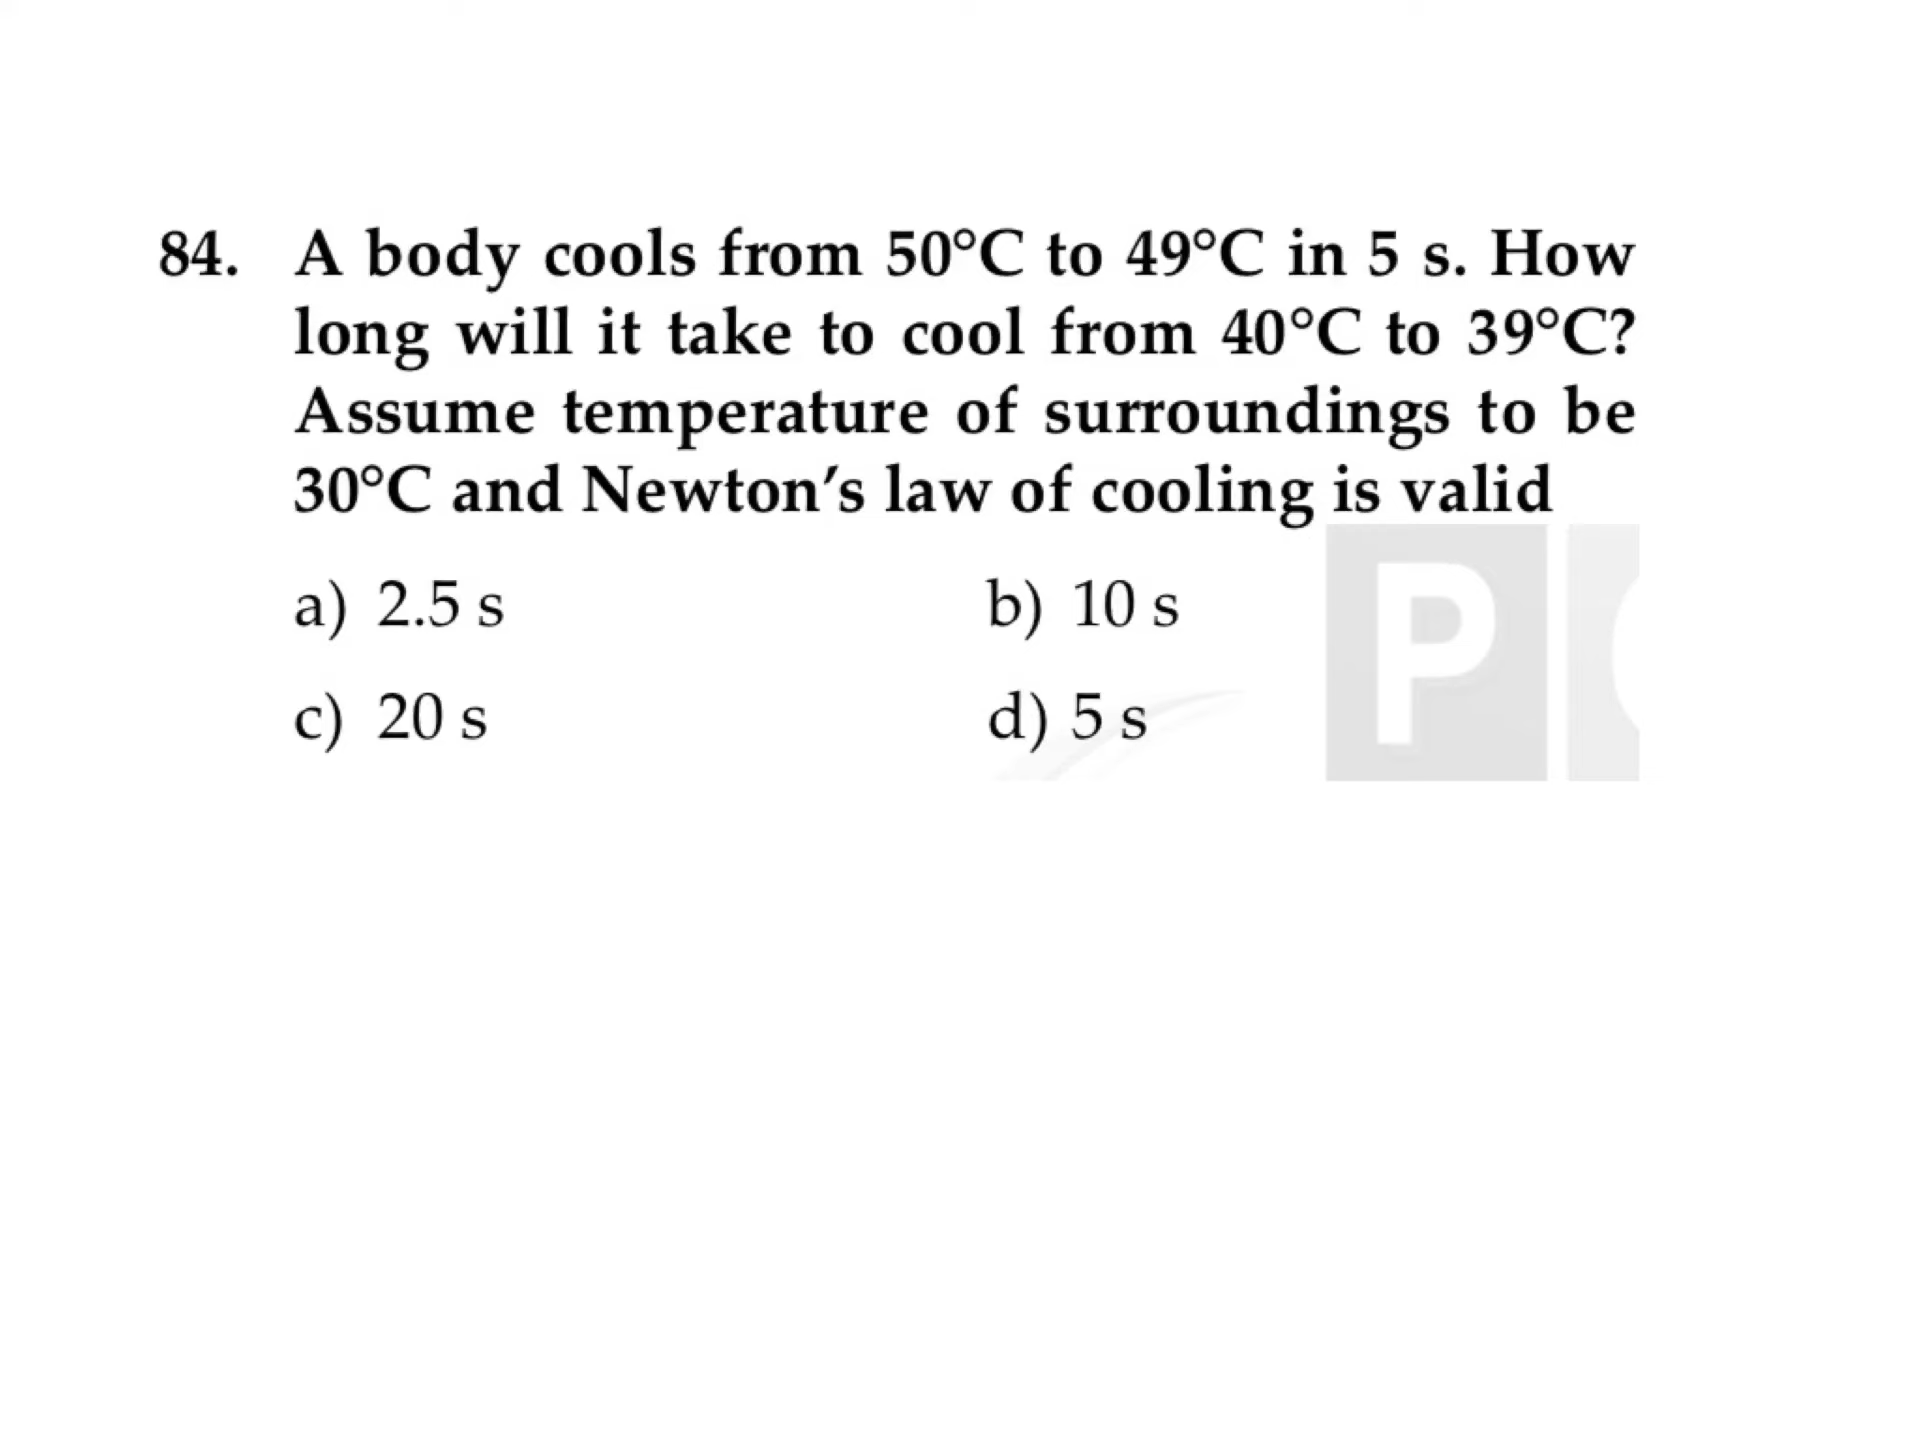 84. A body cools from 50°C to 49°C in 5 s. How
long will it take to cool from 40°C to 39°C?
Assume temperature of surroundings to be
30°C and Newton's law of cooling is valid
a) 2.5 s b) 10 s
c) 20 s d) 5 s
P